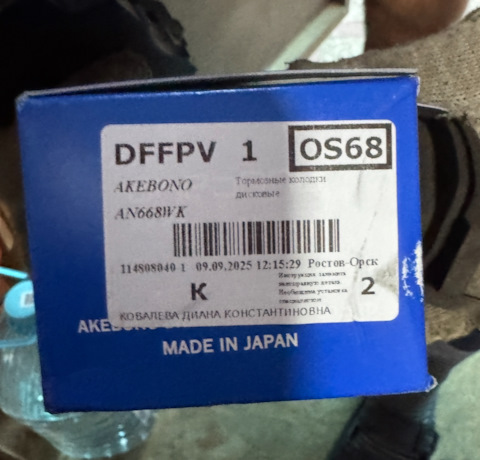 DFFPV 1 OS68
AKEBONO Тормозные колодки
дисковые
AN668WK
114808040 1 09.09.2025 12:15:29 Ростов-Орск
K 2
КОВАЛЕВА ДИАНА КОНСТАНТИНОВНА
MADE IN JAPAN